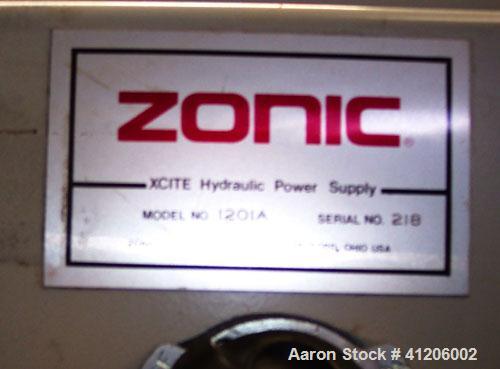 ZONIC®
XCITE Hydraulic Power Supply
MODEL NO. 1201A SERIAL NO. 218
OHIO USA
Aaron Stock # 41206002